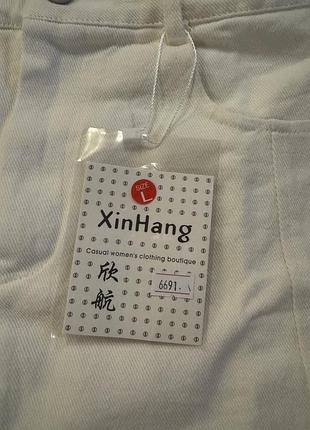 SIZE
L
XinHang
Casual women's clothing boutique
欣
航
6691.